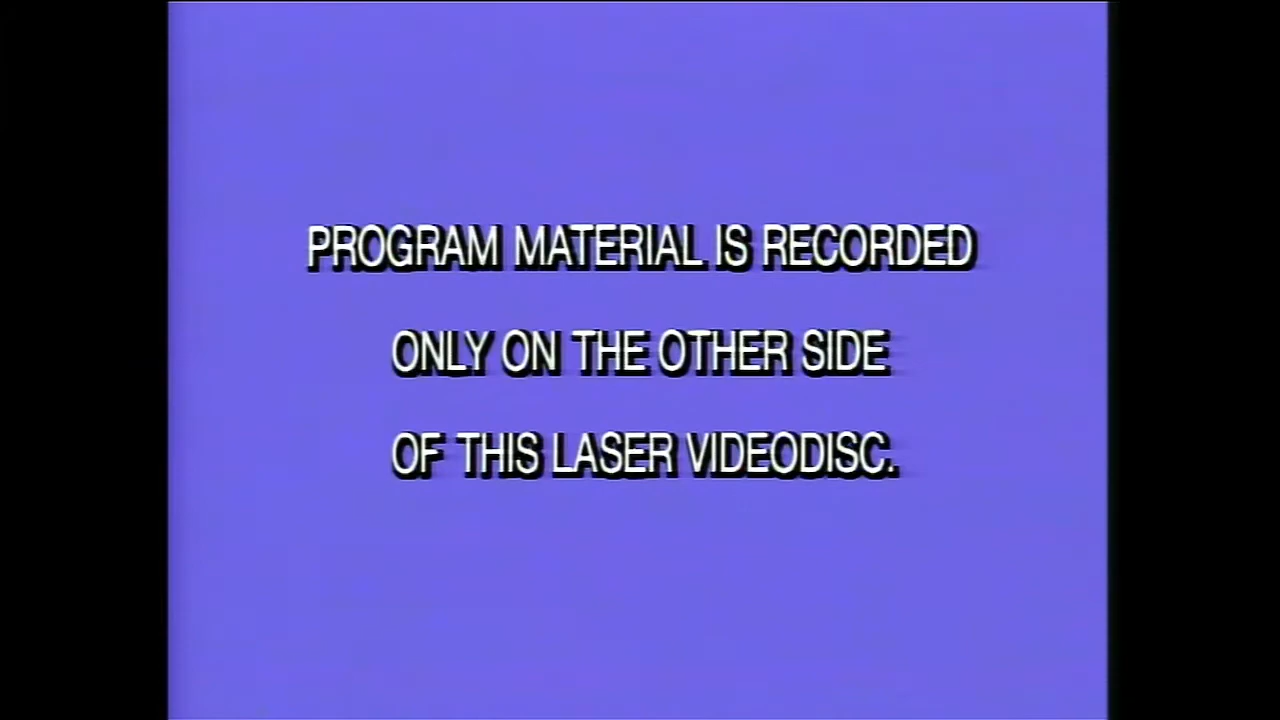 PROGRAM MATERIAL IS RECORDED
ONLY ON THE OTHER SIDE
OF THIS LASER VIDEODISC.